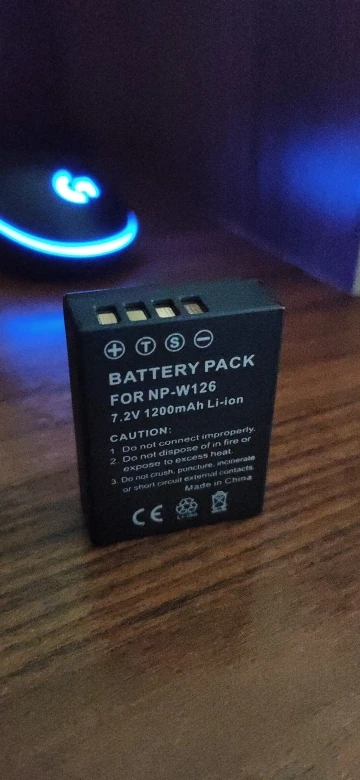 + T S −
BATTERY PACK
FOR NP-W126
7.2V 1200mAh Li-ion
CAUTION:
1. Do not connect improperly.
2. Do not dispose of in fire or
expose to excess heat.
3. Do not crush, puncture, incinerate
or short circuit external contacts.
Made in China
CE
Li-ion